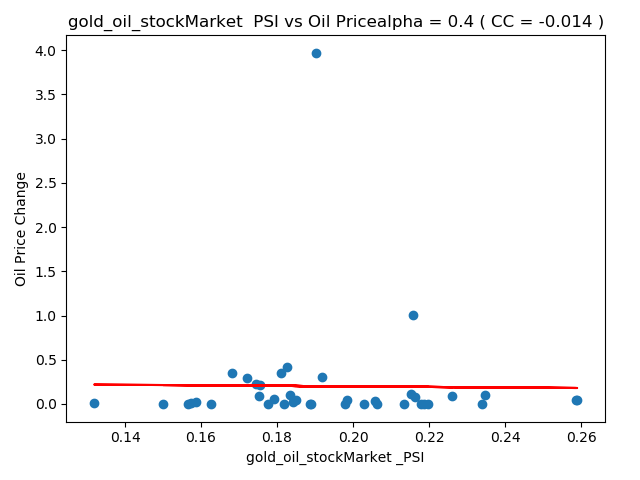 gold_oil_stockMarket  PSI vs Oil Pricealpha = 0.4 ( CC = -0.014 )
4.0
3.5
3.0
2.5
2.0
1.5
1.0
0.5
0.0
Oil Price Change
0.14 0.16 0.18 0.20 0.22 0.24 0.26
gold_oil_stockMarket _PSI